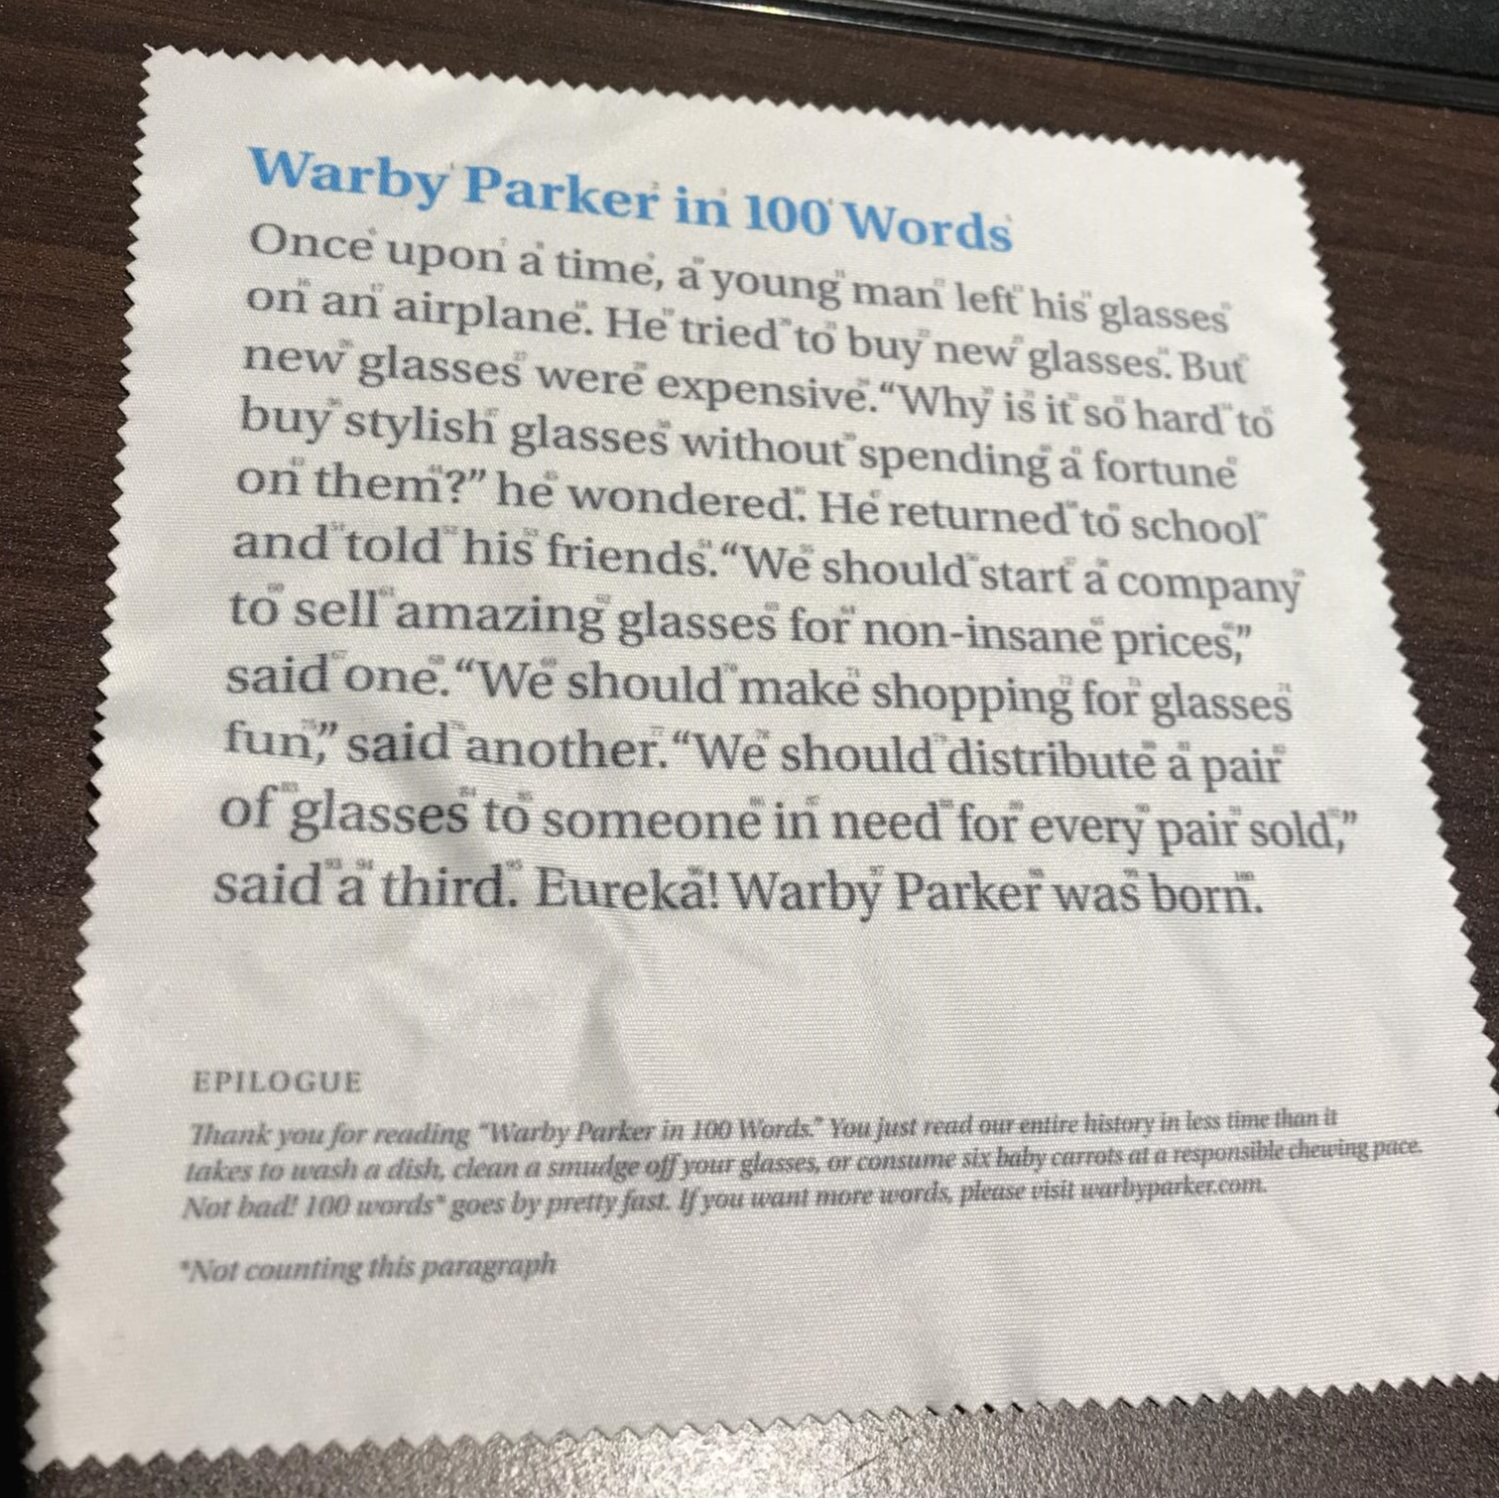 Warby Parker in 100 Words
Once upon a time, a young man left his glasses
on an airplane. He tried to buy new glasses. But
new glasses were expensive. “Why is it so hard to
buy stylish glasses without spending a fortune
on them?” he wondered. He returned to school
and told his friends. “We should start a company
to sell amazing glasses for non-insane prices,”
said one. “We should make shopping for glasses
fun,” said another. “We should distribute a pair
of glasses to someone in need for every pair sold,”
said a third. Eureka! Warby Parker was born.
EPILOGUE
Thank you for reading “Warby Parker in 100 Words.” You just read our entire history in less time than it
takes to wash a dish, clean a smudge off your glasses, or consume six baby carrots at a responsible chewing pace.
Not bad! 100 words* goes by pretty fast. If you want more words, please visit warbyparker.com.
*Not counting this paragraph